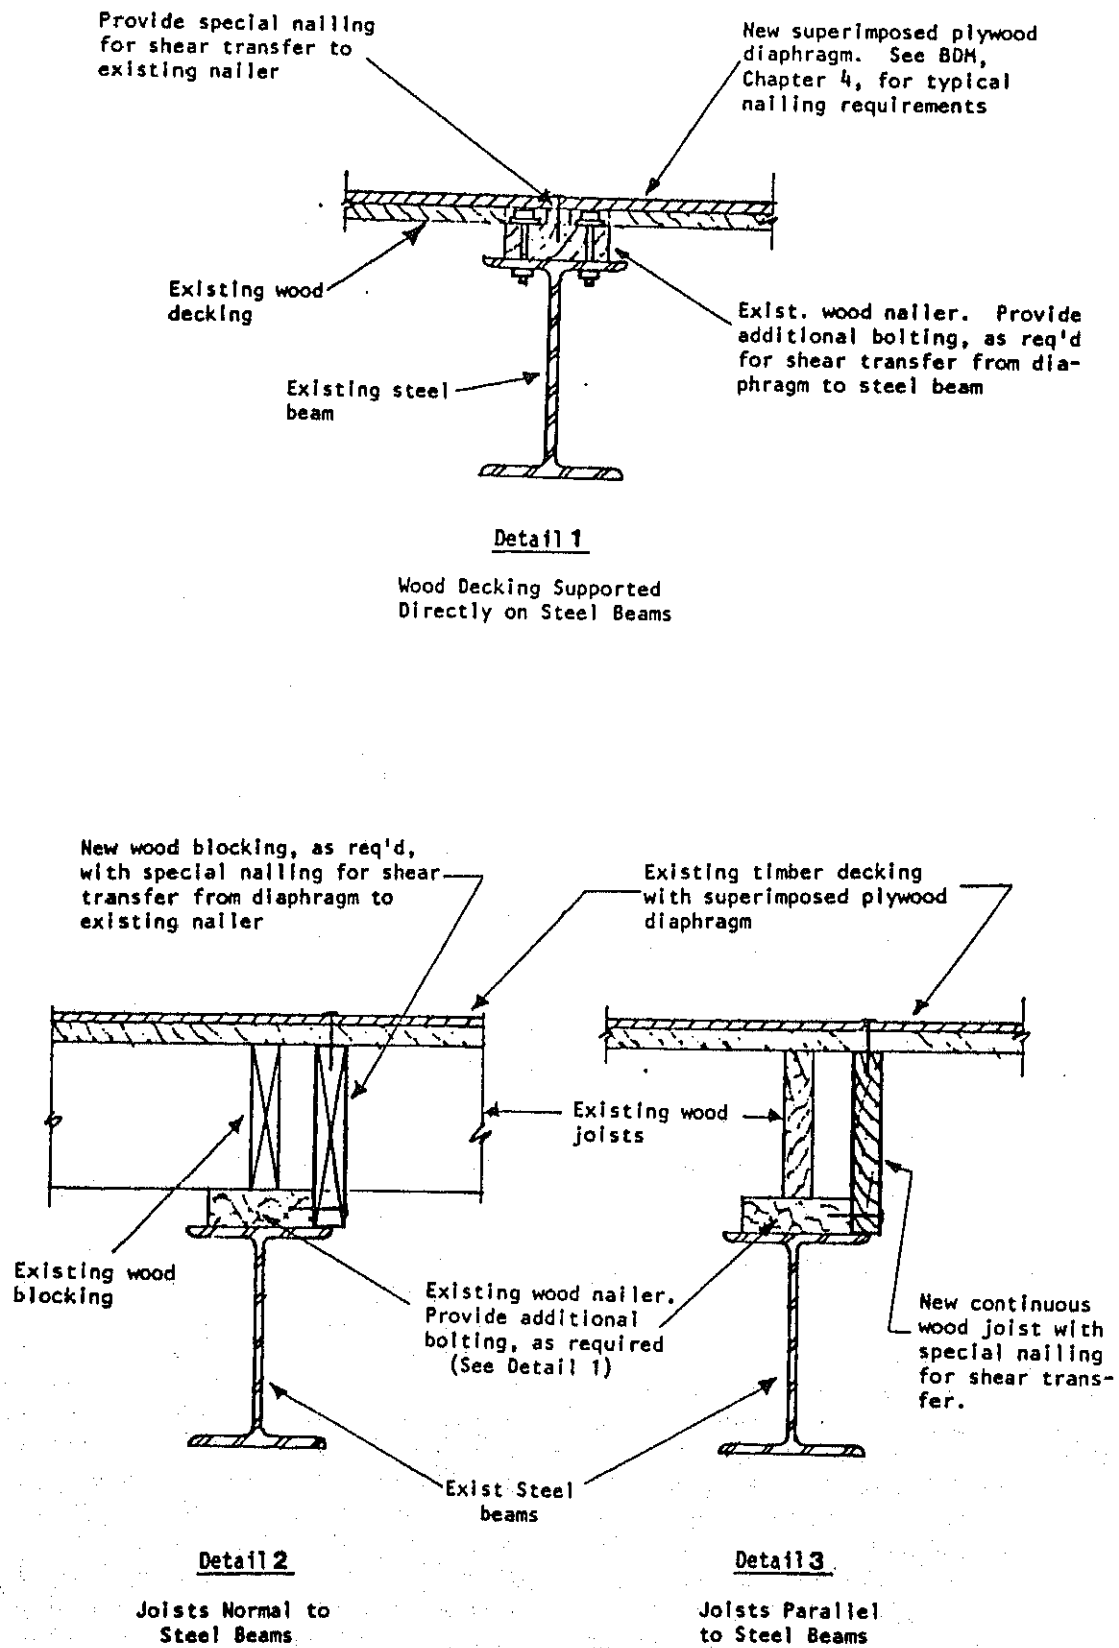 Provide special nailing
for shear transfer to
existing nailer
New superimposed plywood
diaphragm. See BDM,
Chapter 4, for typical
nailing requirements
Existing wood
decking
Exist. wood nailer. Provide
additional bolting, as req'd
for shear transfer from dia-
phragm to steel beam
Existing steel
beam
Detail 1
Wood Decking Supported
Directly on Steel Beams
New wood blocking, as req'd,
with special nailing for shear
transfer from diaphragm to
existing nailer
Existing timber decking
with superimposed plywood
diaphragm
Existing wood
joists
Existing wood
blocking
Existing wood nailer.
Provide additional
bolting, as required
(See Detail 1)
New continuous
wood joist with
special nailing
for shear trans-
fer.
Exist Steel
beams
Detail 2
Joists Normal to
Steel Beams
Detail 3
Joists Parallel
to Steel Beams